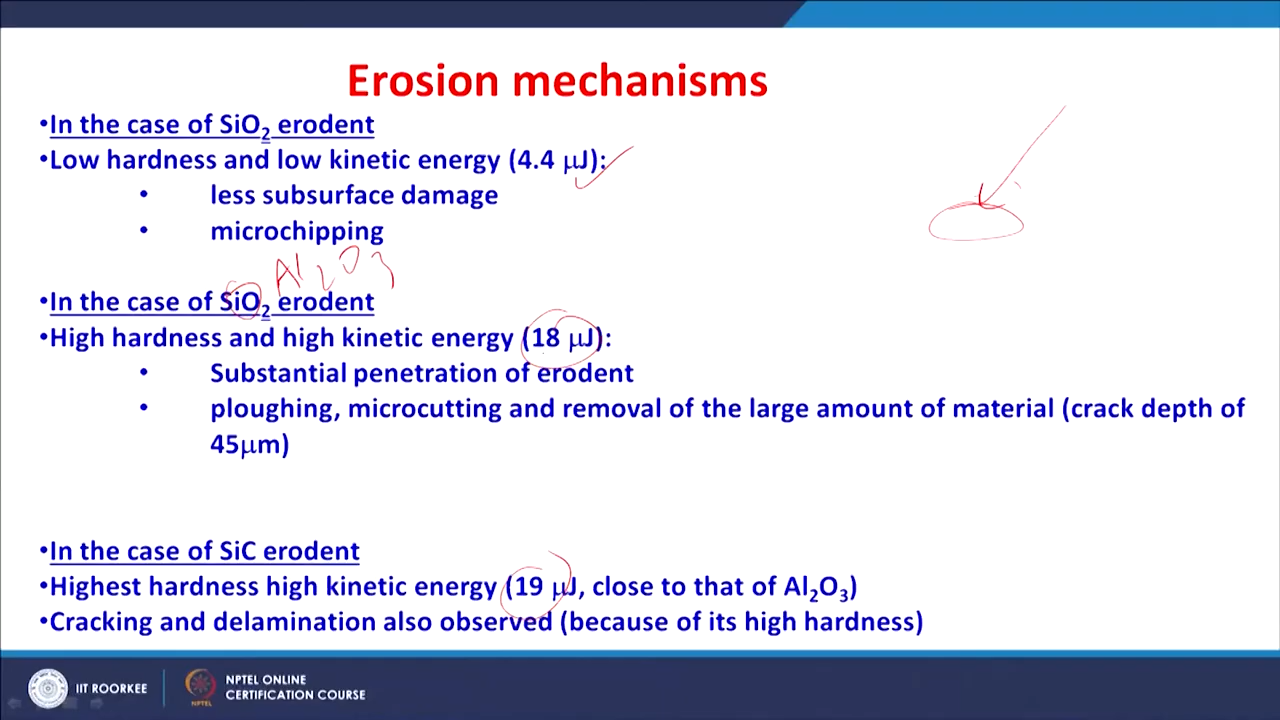 Erosion mechanisms
•In the case of SiO₂ erodent
•Low hardness and low kinetic energy (4.4 μJ):
• less subsurface damage
• microchipping
Al₂O₃
•In the case of SiO₂ erodent
•High hardness and high kinetic energy (18 μJ):
• Substantial penetration of erodent
• ploughing, microcutting and removal of the large amount of material (crack depth of
45μm)
•In the case of SiC erodent
•Highest hardness high kinetic energy (19 μJ, close to that of Al₂O₃)
•Cracking and delamination also observed (because of its high hardness)
IIT ROORKEE
NPTEL ONLINE
CERTIFICATION COURSE